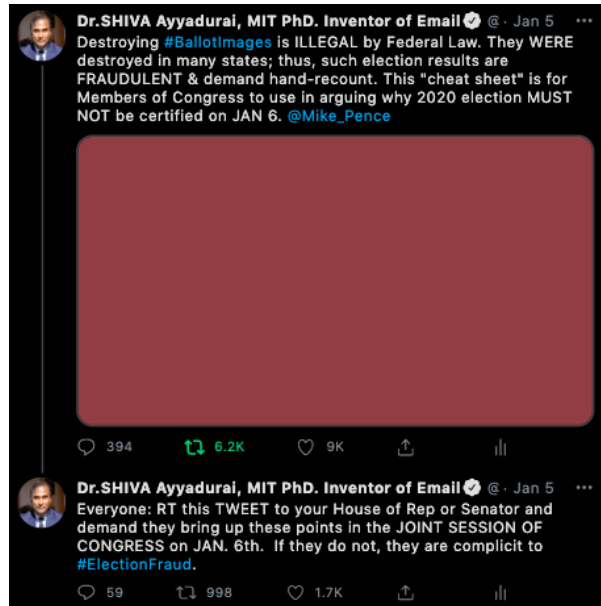 Dr.SHIVA Ayyadurai, MIT PhD. Inventor of Email @ · Jan 5 ···
Destroying #BallotImages is ILLEGAL by Federal Law. They WERE
destroyed in many states; thus, such election results are
FRAUDULENT & demand hand-recount. This "cheat sheet" is for
Members of Congress to use in arguing why 2020 election MUST
NOT be certified on JAN 6. @Mike_Pence
394 6.2K 9K
Dr.SHIVA Ayyadurai, MIT PhD. Inventor of Email @ · Jan 5 ···
Everyone: RT this TWEET to your House of Rep or Senator and
demand they bring up these points in the JOINT SESSION OF
CONGRESS on JAN. 6th.  If they do not, they are complicit to
#ElectionFraud.
59 998 1.7K